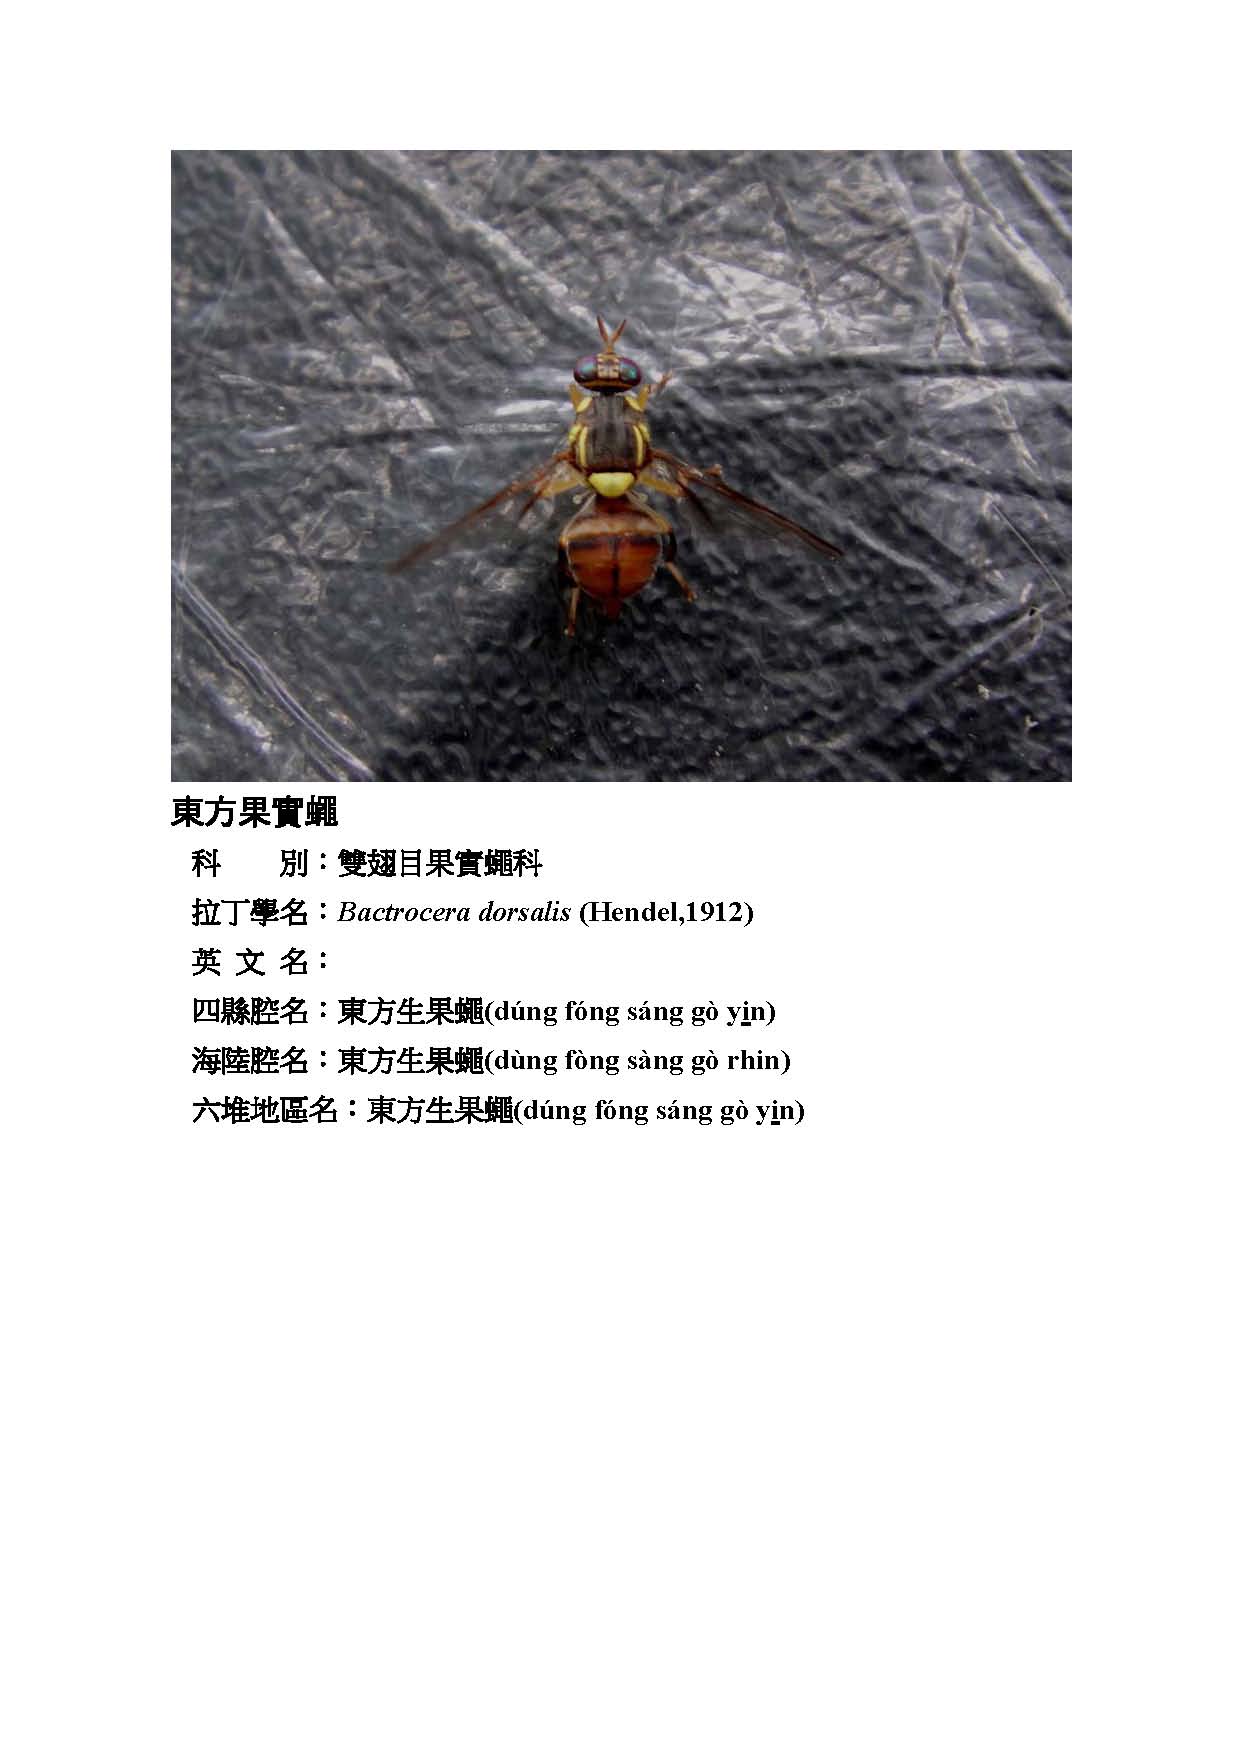 東方果實蠅
科　　別：雙翅目果實蠅科
拉丁學名：Bactrocera dorsalis (Hendel,1912)
英 文 名：
四縣腔名：東方生果蠅(dúng fóng sáng gò yin)
海陸腔名：東方生果蠅(dùng fòng sàng gò rhin)
六堆地區名：東方生果蠅(dúng fóng sáng gò yin)